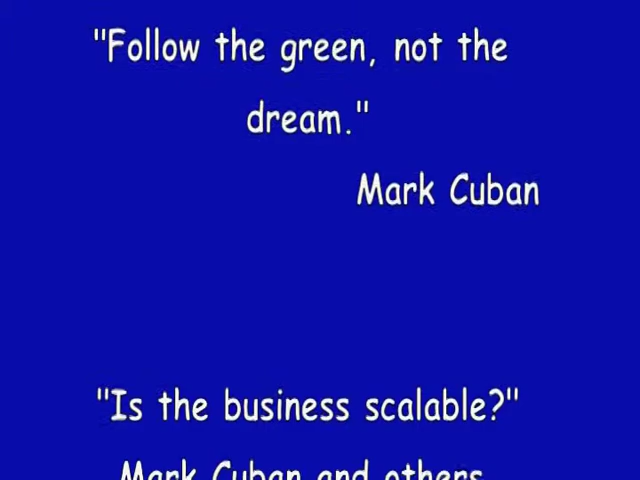 "Follow the green, not the
dream."
Mark Cuban
"Is the business scalable?"
Mark Cuban and others